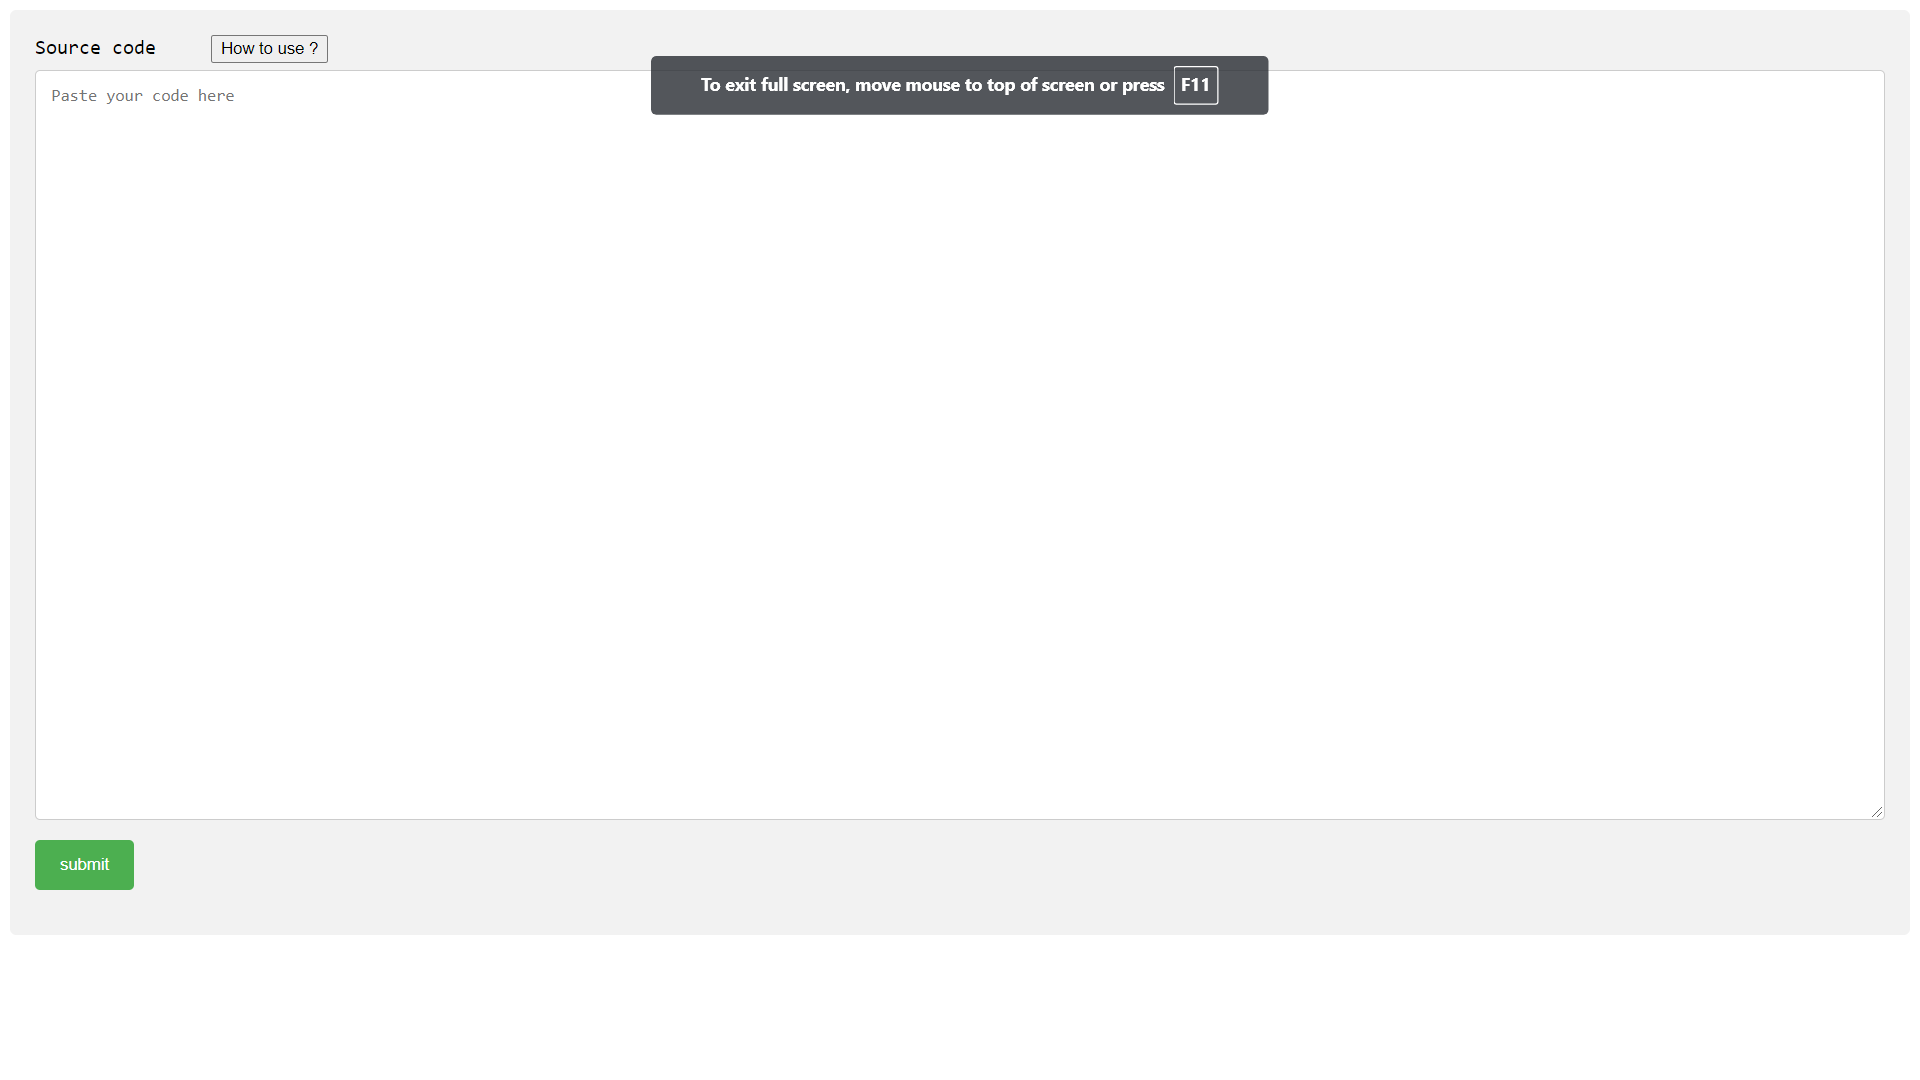 Source code How to use ?
To exit full screen, move mouse to top of screen or press F11
Paste your code here
submit